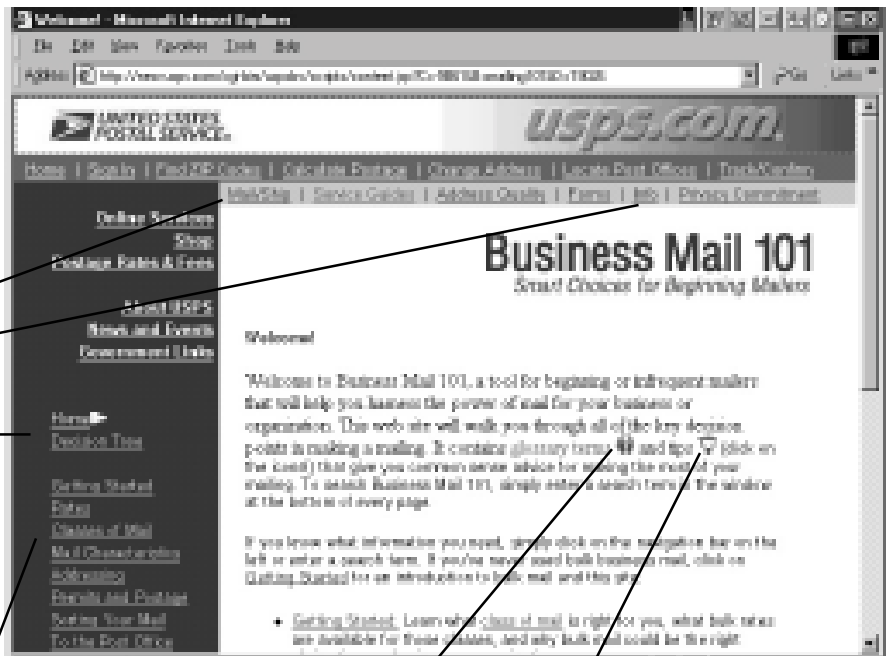 Welcome! - Microsoft Internet Explorer
File Edit View Favorites Tools Help
Address Go Links
UNITED STATES
POSTAL SERVICE®
usps.com
Home | Sign In | Find ZIP Codes | Calculate Postage | Change Address | Locate Post Offices | Track/Confirm
Mail/Ship | Service Guides | Address Quality | Forms | Info | Privacy Commitment
Online Services
Shop
Postage Rates & Fees
About USPS
News and Events
Government Links
Home
Decision Tree
Getting Started
Rates
Classes of Mail
Mail Characteristics
Addressing
Permits and Postage
Sorting Your Mail
To the Post Office
Business Mail 101
Smart Choices for Beginning Mailers
Welcome!
Welcome to Business Mail 101, a tool for beginning or infrequent mailers
that will help you harness the power of mail for your business or
organization. This web site will walk you through all of the key decision
points in making a mailing. It contains glossary terms and tips (click on
the icons!) that give you common sense advice for making the most of your
mailing. To search Business Mail 101, simply enter a search term in the window
at the bottom of every page.
If you know what information you need, simply click on the navigation bar on the
left or enter a search term. If you've never used bulk business mail, click on
Getting Started for an introduction to bulk mail and this site.
• Getting Started. Learn what class of mail is right for you, what bulk rates
are available for those classes, and why bulk mail could be the right